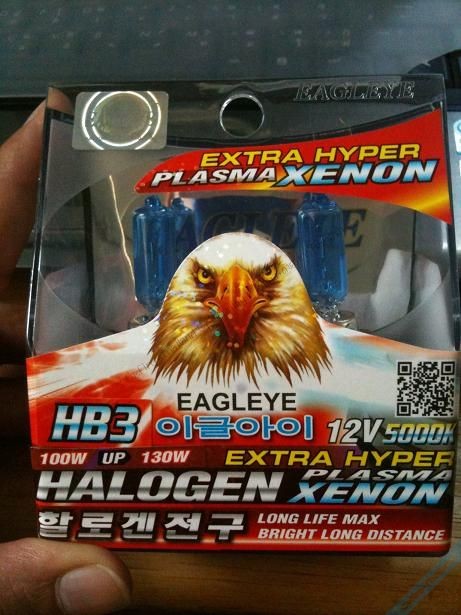 EAGLEYE
EXTRA HYPER
PLASMA XENON
EAGLEYE
EAGLEYE
HB3 이글아이 12V 5000K
100W UP 130W EXTRA HYPER
HALOGEN PLASMA XENON
할로겐전구 LONG LIFE MAX
BRIGHT LONG DISTANCE